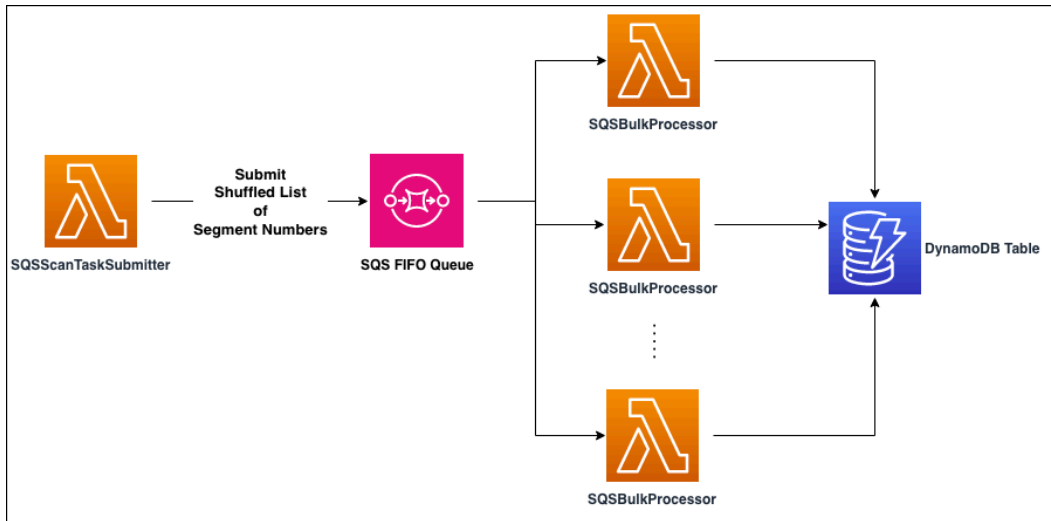 SQSScanTaskSubmitter
Submit
Shuffled List
of
Segment Numbers
SQS FIFO Queue
SQSBulkProcessor
SQSBulkProcessor
SQSBulkProcessor
DynamoDB Table